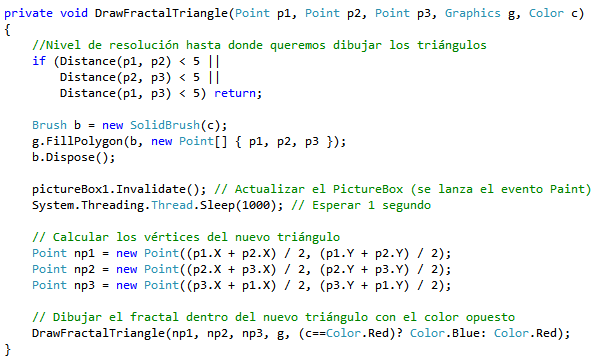 private void DrawFractalTriangle(Point p1, Point p2, Point p3, Graphics g, Color c)
{
    //Nivel de resolución hasta donde queremos dibujar los triángulos
    if (Distance(p1, p2) < 5 ||
        Distance(p2, p3) < 5 ||
        Distance(p1, p3) < 5) return;

    Brush b = new SolidBrush(c);
    g.FillPolygon(b, new Point[] { p1, p2, p3 });
    b.Dispose();

    pictureBox1.Invalidate(); // Actualizar el PictureBox (se lanza el evento Paint)
    System.Threading.Thread.Sleep(1000); // Esperar 1 segundo

    // Calcular los vértices del nuevo triángulo
    Point np1 = new Point((p1.X + p2.X) / 2, (p1.Y + p2.Y) / 2);
    Point np2 = new Point((p2.X + p3.X) / 2, (p2.Y + p3.Y) / 2);
    Point np3 = new Point((p3.X + p1.X) / 2, (p3.Y + p1.Y) / 2);

    // Dibujar el fractal dentro del nuevo triángulo con el color opuesto
    DrawFractalTriangle(np1, np2, np3, g, (c==Color.Red)? Color.Blue: Color.Red);
}